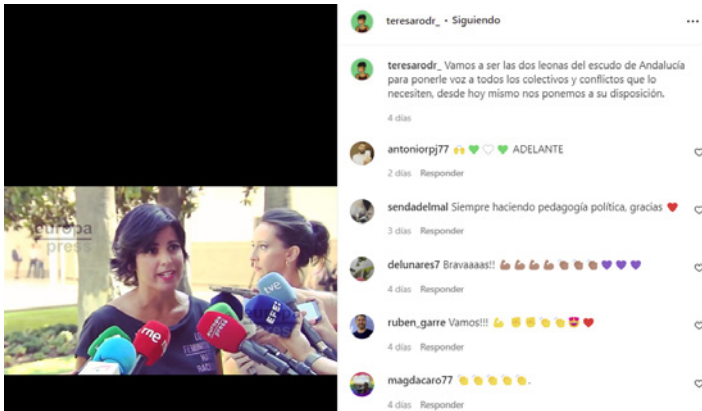 teresarodr_ • Siguiendo
teresarodr_ Vamos a ser las dos leonas del escudo de Andalucía
para ponerle voz a todos los colectivos y conflictos que lo
necesiten, desde hoy mismo nos ponemos a su disposición.
4 días
antoniorpj77 🙌 💚 🤍 💚 ADELANTE
2 días Responder
sendadelmal Siempre haciendo pedagogía política, gracias ❤️
3 días Responder
delunares7 Bravaaaas!! 💪🏽💪🏽💪🏽💪🏽👏🏽👏🏽👏🏽💜💜💜
4 días Responder
ruben_garre Vamos!!! 💪✊✊👏👏😍❤️
4 días Responder
magdacaro77 👏👏👏👏👏.
4 días Responder
europa
press
rne
europa
press
EFE
tve